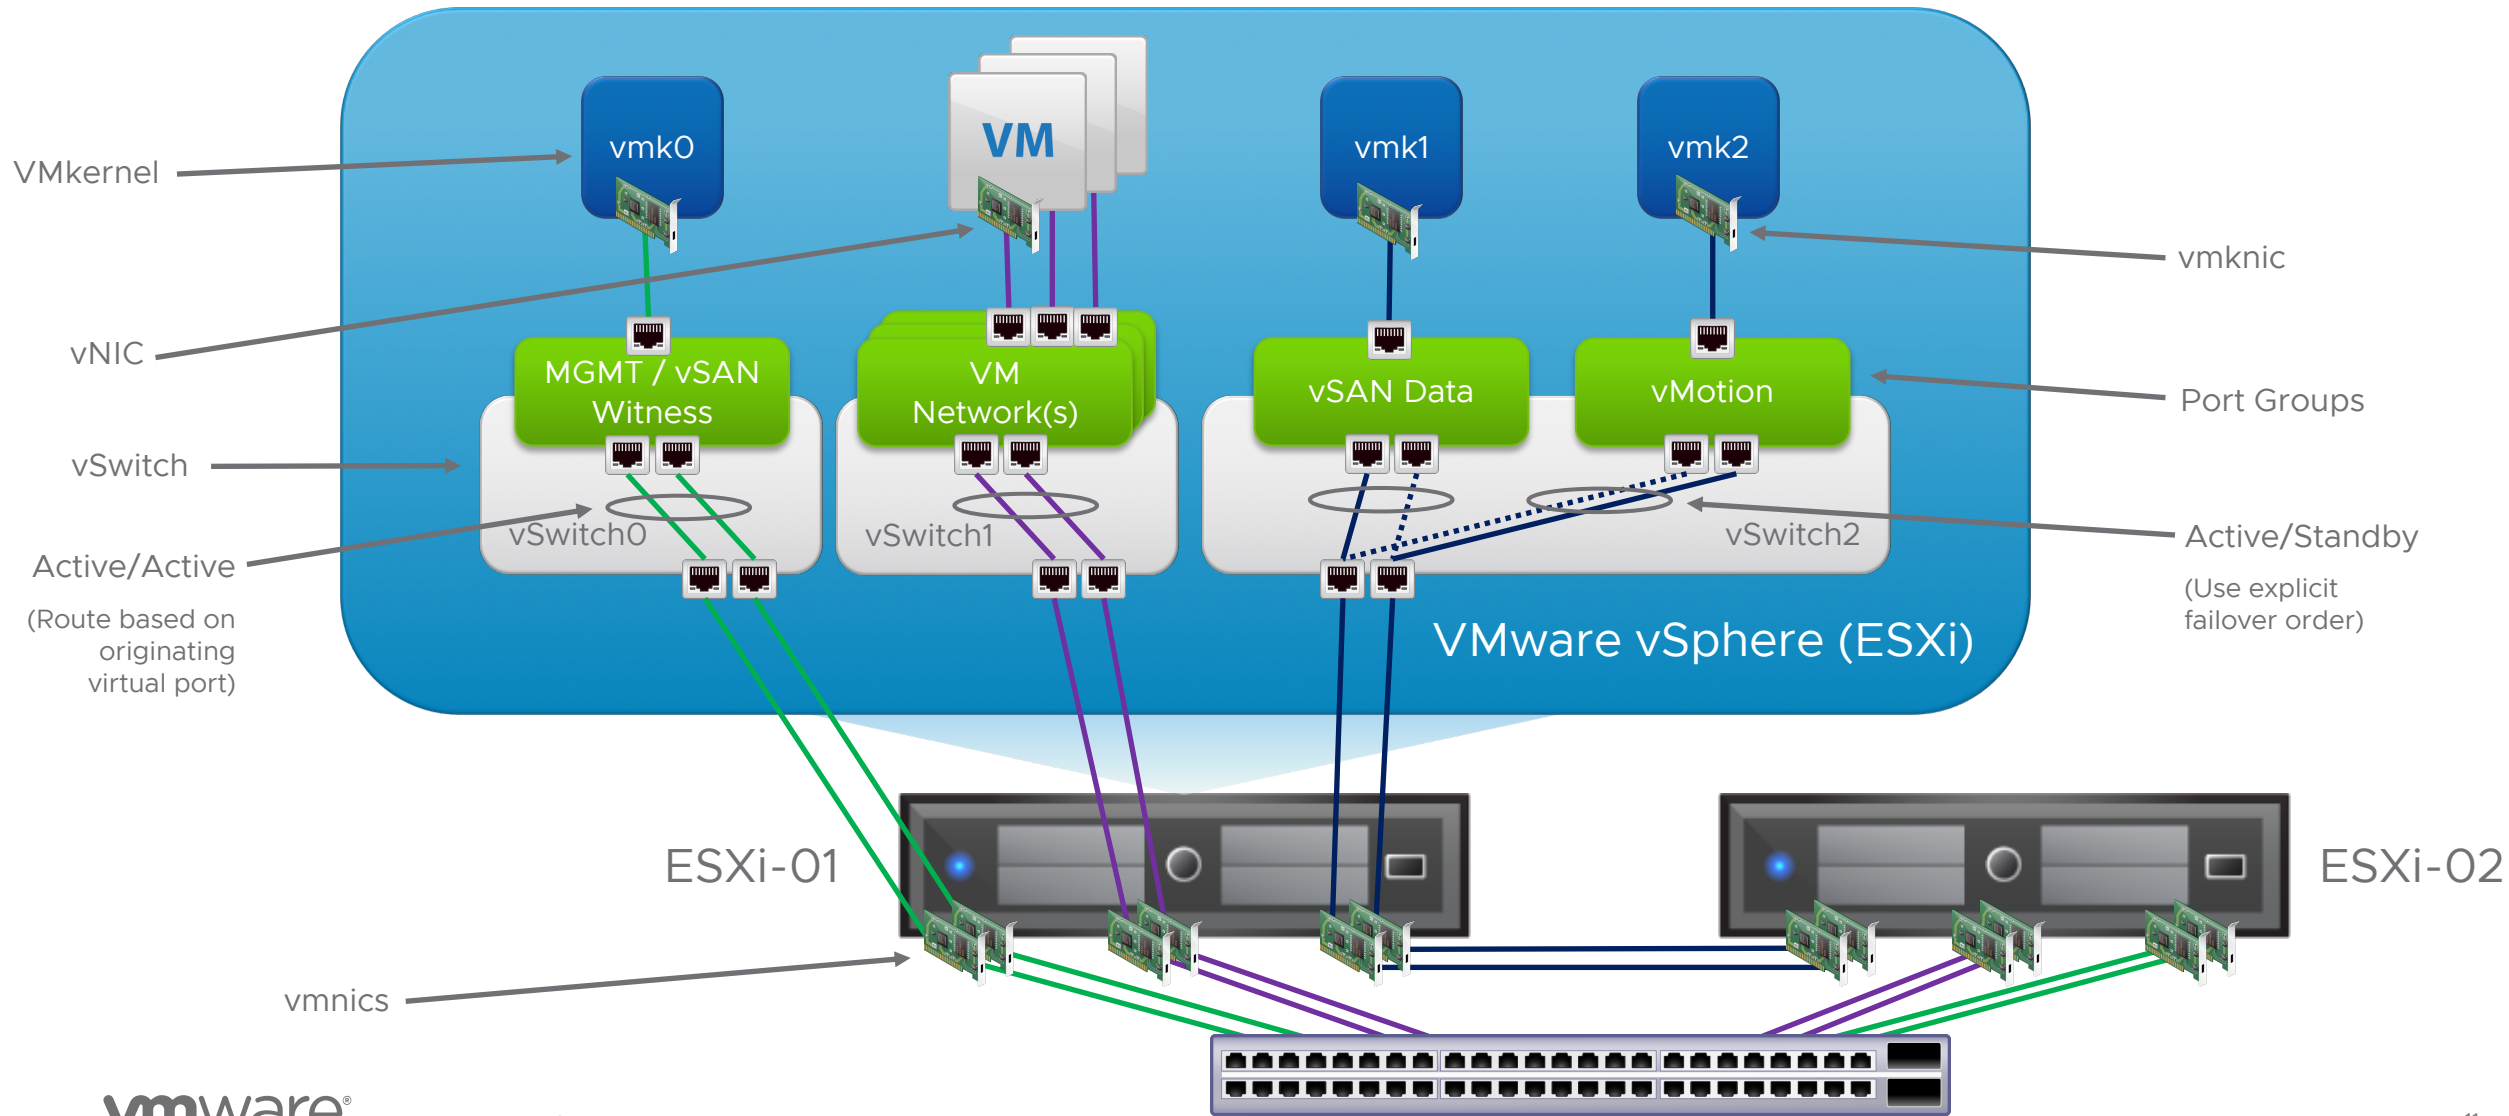 vmk0
VM
vmk1
vmk2
VMkernel
vmknic
vNIC
MGMT / vSAN
Witness
VM
Network(s)
vSAN Data
vMotion
Port Groups
vSwitch
vSwitch0
vSwitch1
vSwitch2
Active/Active
(Route based on
originating
virtual port)
Active/Standby
(Use explicit
failover order)
VMware vSphere (ESXi)
ESXi-01
ESXi-02
vmnics
vmware®